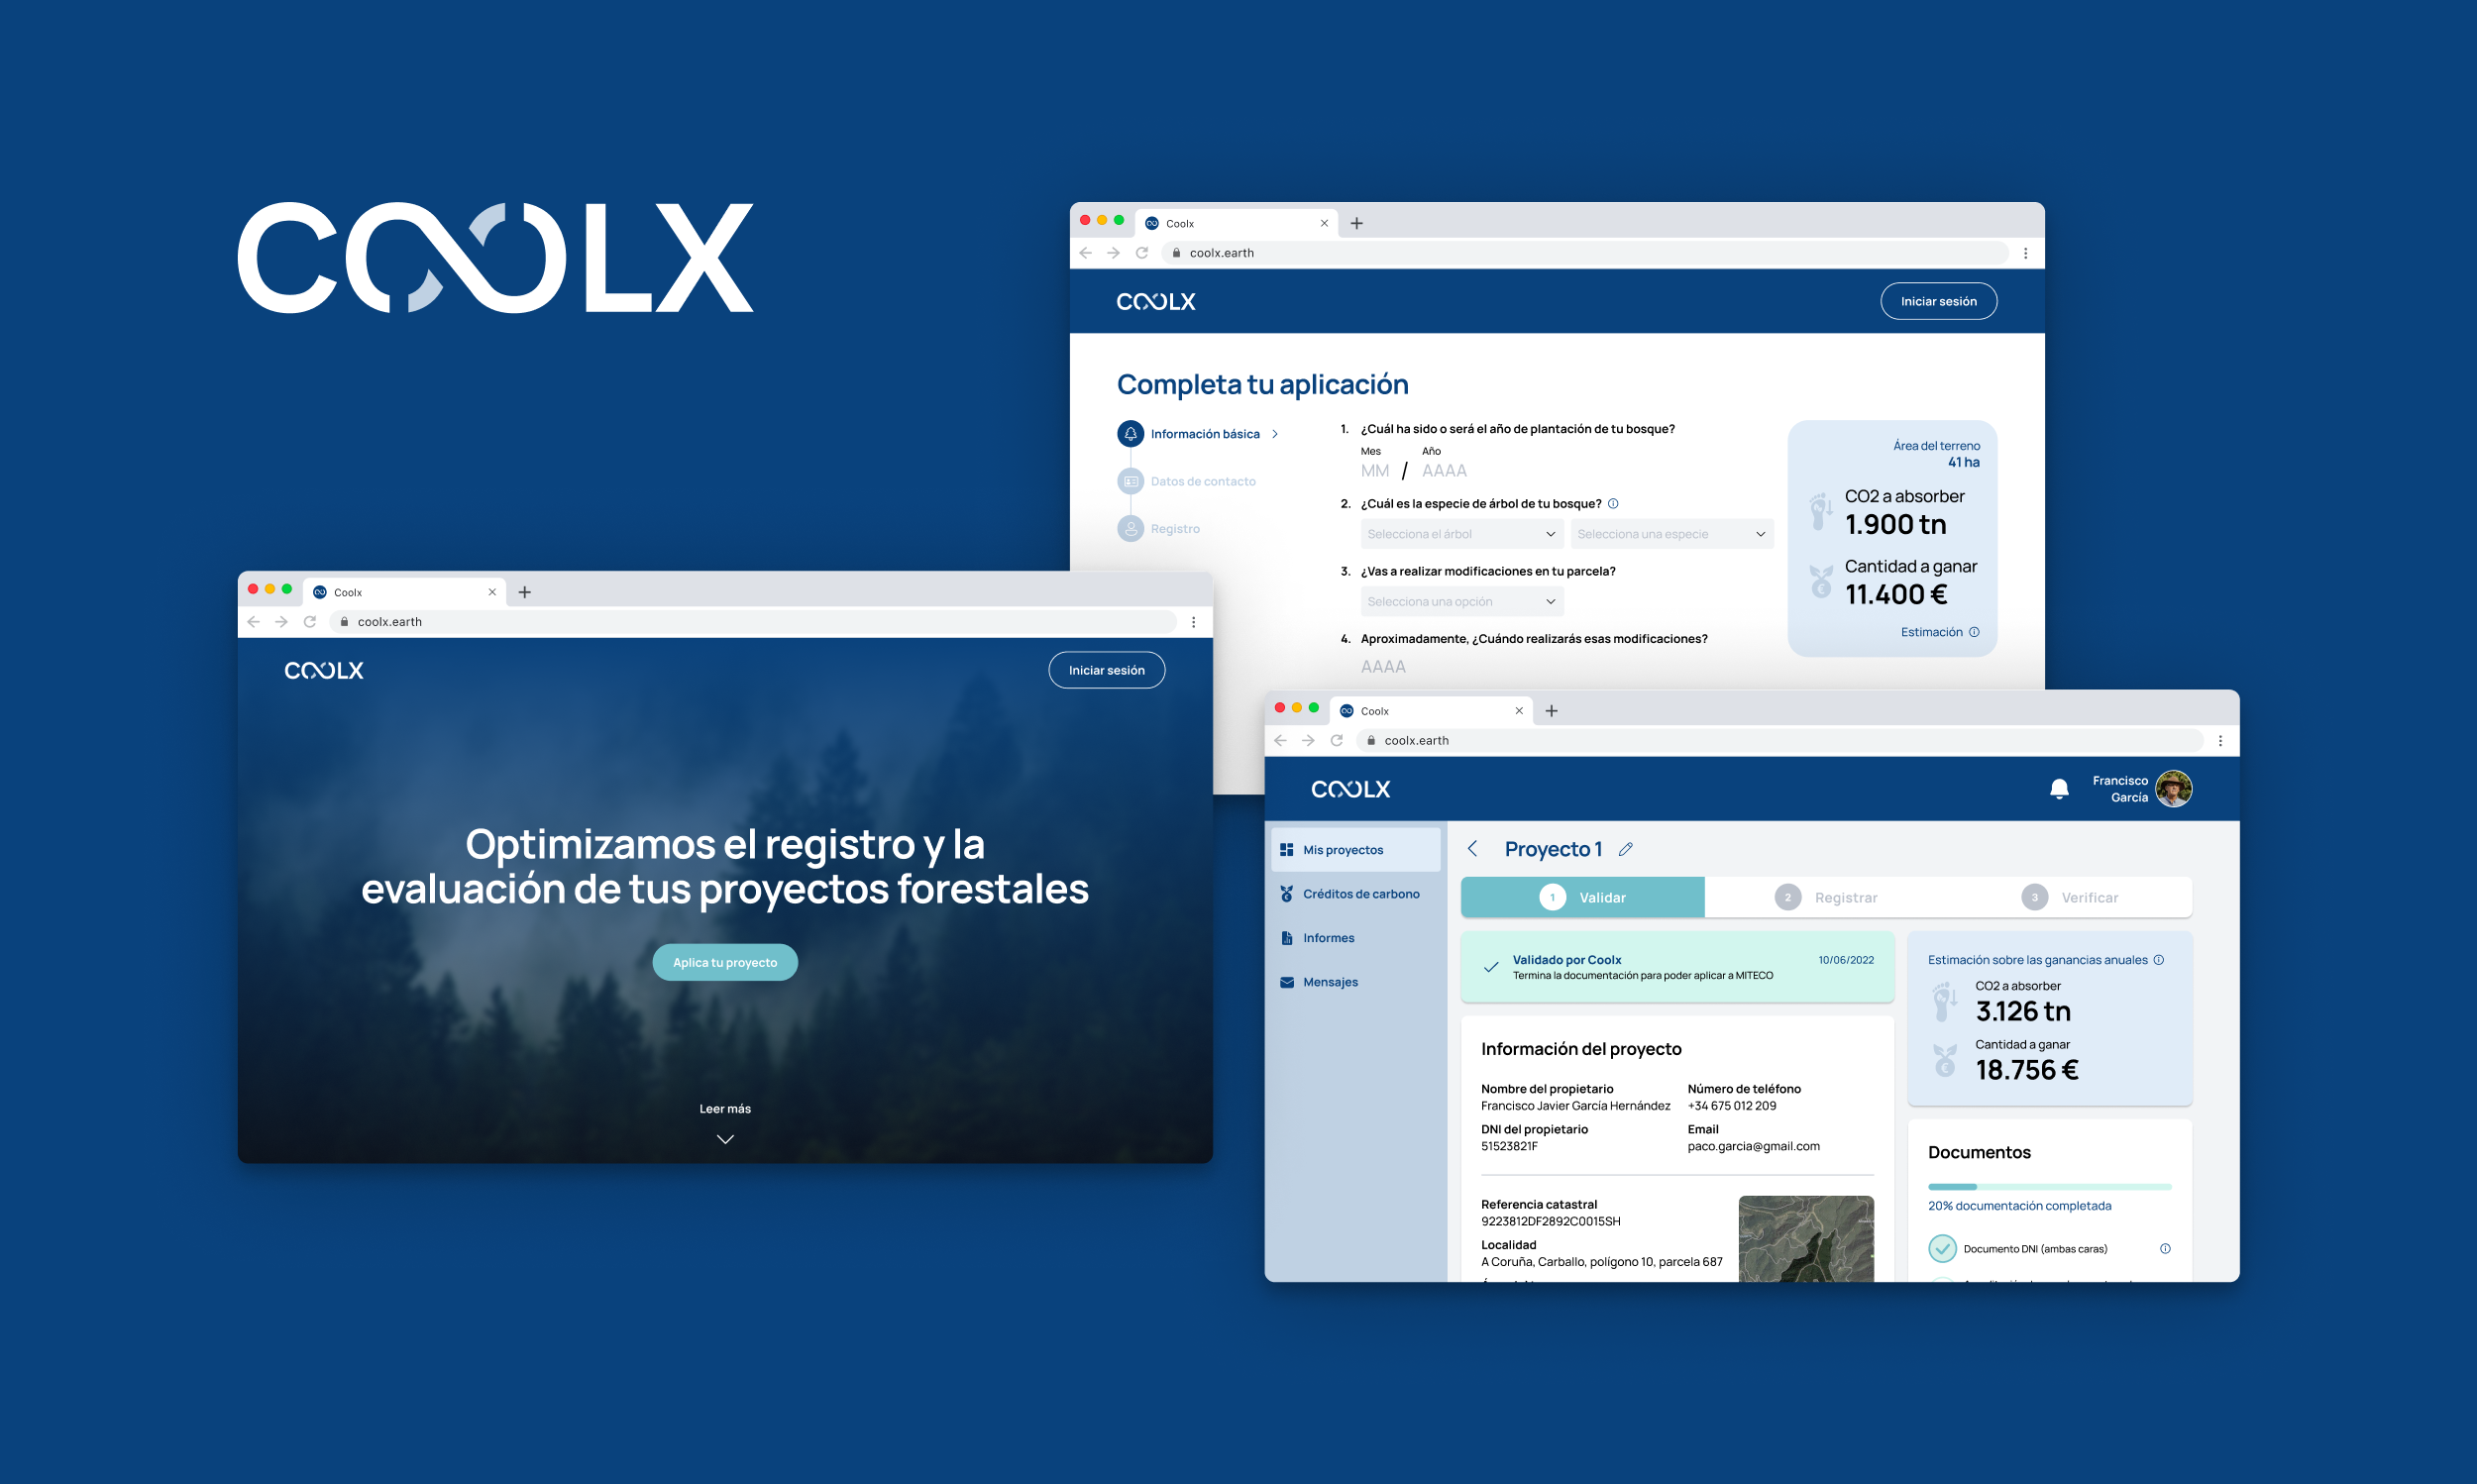 COOLX
Coolx
coolx.earth
COOLX
Iniciar sesión
Completa tu aplicación
Información básica
Datos de contacto
Registro
1. ¿Cuál ha sido o será el año de plantación de tu bosque?
Mes Año
MM / AAAA
2. ¿Cuál es la especie de árbol de tu bosque?
Selecciona el árbol Selecciona una especie
3. ¿Vas a realizar modificaciones en tu parcela?
Selecciona una opción
4. Aproximadamente, ¿Cuándo realizarás esas modificaciones?
AAAA
Área del terreno
41 ha
CO2 a absorber
1.900 tn
Cantidad a ganar
11.400 €
Estimación
Coolx
coolx.earth
COOLX
Iniciar sesión
Optimizamos el registro y la
evaluación de tus proyectos forestales
Aplica tu proyecto
Leer más
Coolx
coolx.earth
COOLX
Francisco
García
Mis proyectos
Créditos de carbono
Informes
Mensajes
Proyecto 1
1 Validar 2 Registrar 3 Verificar
Validado por Coolx 10/06/2022
Termina la documentación para poder aplicar a MITECO
Información del proyecto
Nombre del propietario Número de teléfono
Francisco Javier García Hernández +34 675 012 209
DNI del propietario Email
51523821F paco.garcia@gmail.com
Referencia catastral
9223812DF2892C0015SH
Localidad
A Coruña, Carballo, polígono 10, parcela 687
Estimación sobre las ganancias anuales
CO2 a absorber
3.126 tn
Cantidad a ganar
18.756 €
Documentos
20% documentación completada
Documento DNI (ambas caras)